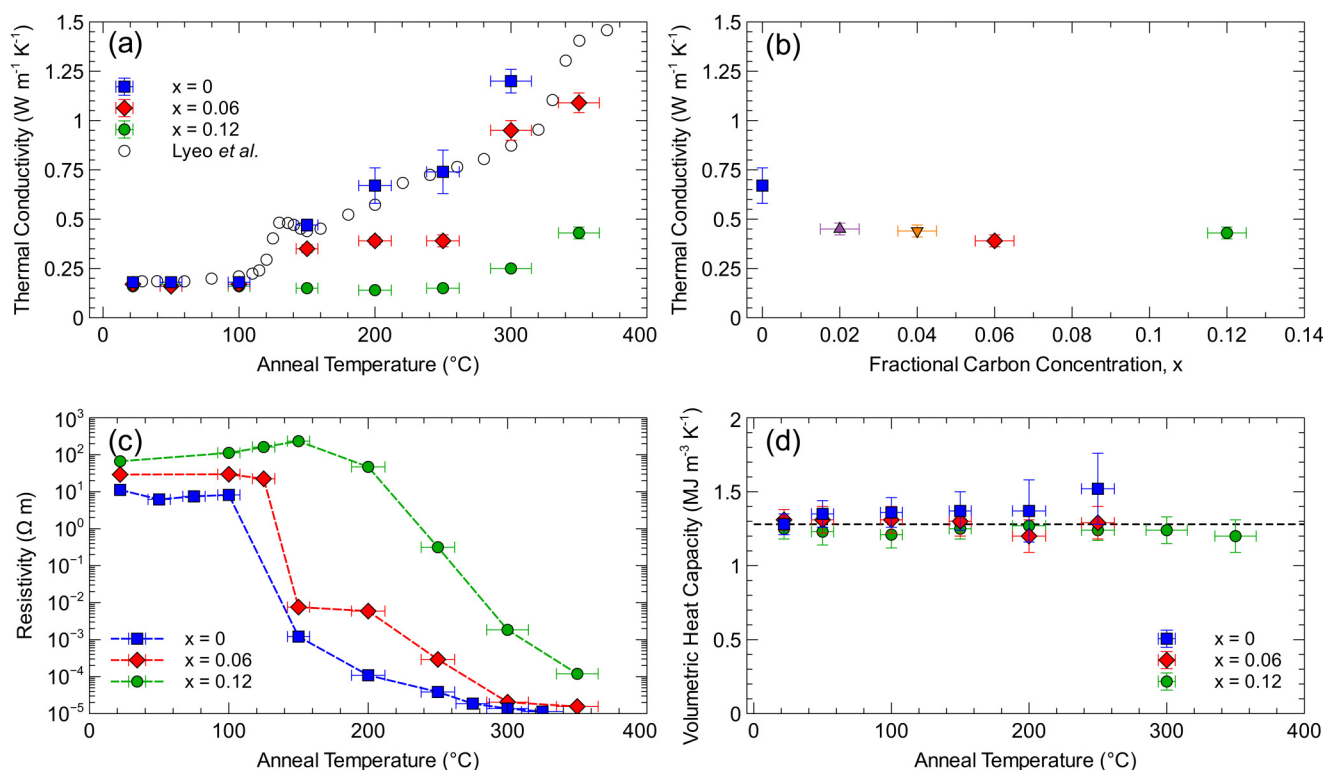 (a)
Thermal Conductivity (W m⁻¹ K⁻¹)
1.5
1.25
1
0.75
0.5
0.25
0
x = 0
x = 0.06
x = 0.12
Lyeo et al.
0 100 200 300 400
Anneal Temperature (°C)
(b)
Thermal Conductivity (W m⁻¹ K⁻¹)
1.5
1.25
1
0.75
0.5
0.25
0
0 0.02 0.04 0.06 0.08 0.1 0.12 0.14
Fractional Carbon Concentration, x
(c)
Resistivity (Ω m)
10³
10²
10¹
10⁰
10⁻¹
10⁻²
10⁻³
10⁻⁴
10⁻⁵
x = 0
x = 0.06
x = 0.12
0 100 200 300 400
Anneal Temperature (°C)
(d)
Volumetric Heat Capacity (MJ m⁻³ K⁻¹)
2
1.5
1
0.5
0
x = 0
x = 0.06
x = 0.12
0 100 200 300 400
Anneal Temperature (°C)